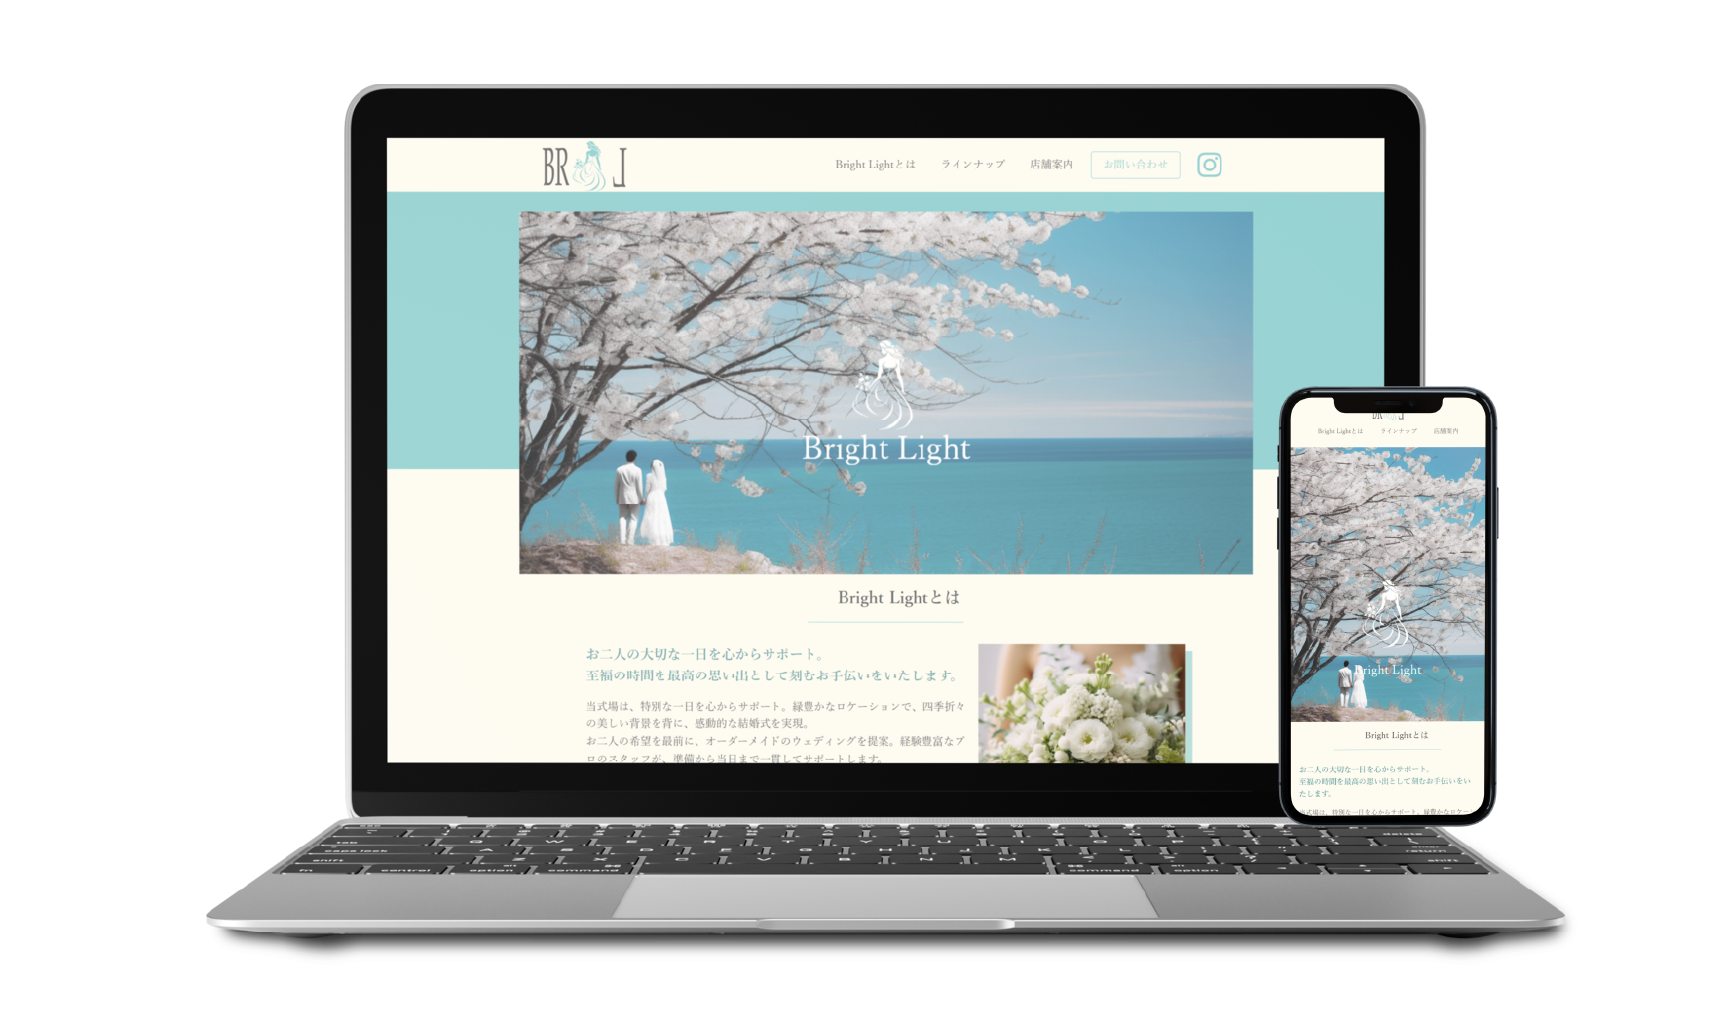 BR L
Bright Lightとは
ラインナップ
店舗案内
お問い合わせ
Bright Light
Bright Lightとは
お二人の大切な一日を心からサポート。
至福の時間を最高の思い出として刻むお手伝いをいたします。
当式場は、特別な一日を心からサポート。緑豊かなロケーションで、四季折々
の美しい背景を背に、感動的な結婚式を実現。
お二人の希望を最前に、オーダーメイドのウェディングを提案。経験豊富なプ
ロのスタッフが、準備から当日まで一貫してサポートします。
Bright Lightとは
ラインナップ
店舗案内
Bright Light
Bright Lightとは
お二人の大切な一日を心からサポート。
至福の時間を最高の思い出として刻むお手伝いをい
たします。
当式場は、特別な一日を心からサポート。緑豊かなロケー
tab
caps lock
shift
fn
control
option
command
command
option
delete
return
shift